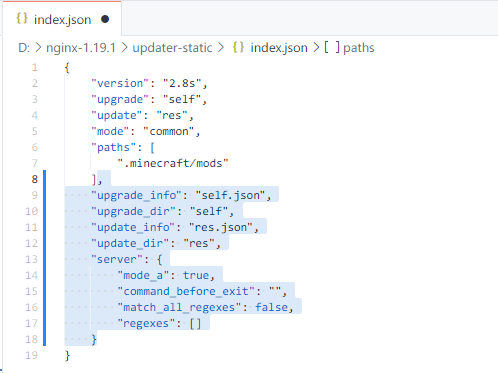 {} index.json ●
D: > nginx-1.19.1 > updater-static > {} index.json > [ ] paths
1 {
2     "version": "2.8s",
3     "upgrade": "self",
4     "update": "res",
5     "mode": "common",
6     "paths": [
7         ".minecraft/mods"
8     ],
9     "upgrade_info": "self.json",
10     "upgrade_dir": "self",
11     "update_info": "res.json",
12     "update_dir": "res",
13     "server": {
14         "mode_a": true,
15         "command_before_exit": "",
16         "match_all_regexes": false,
17         "regexes": []
18     }
19 }